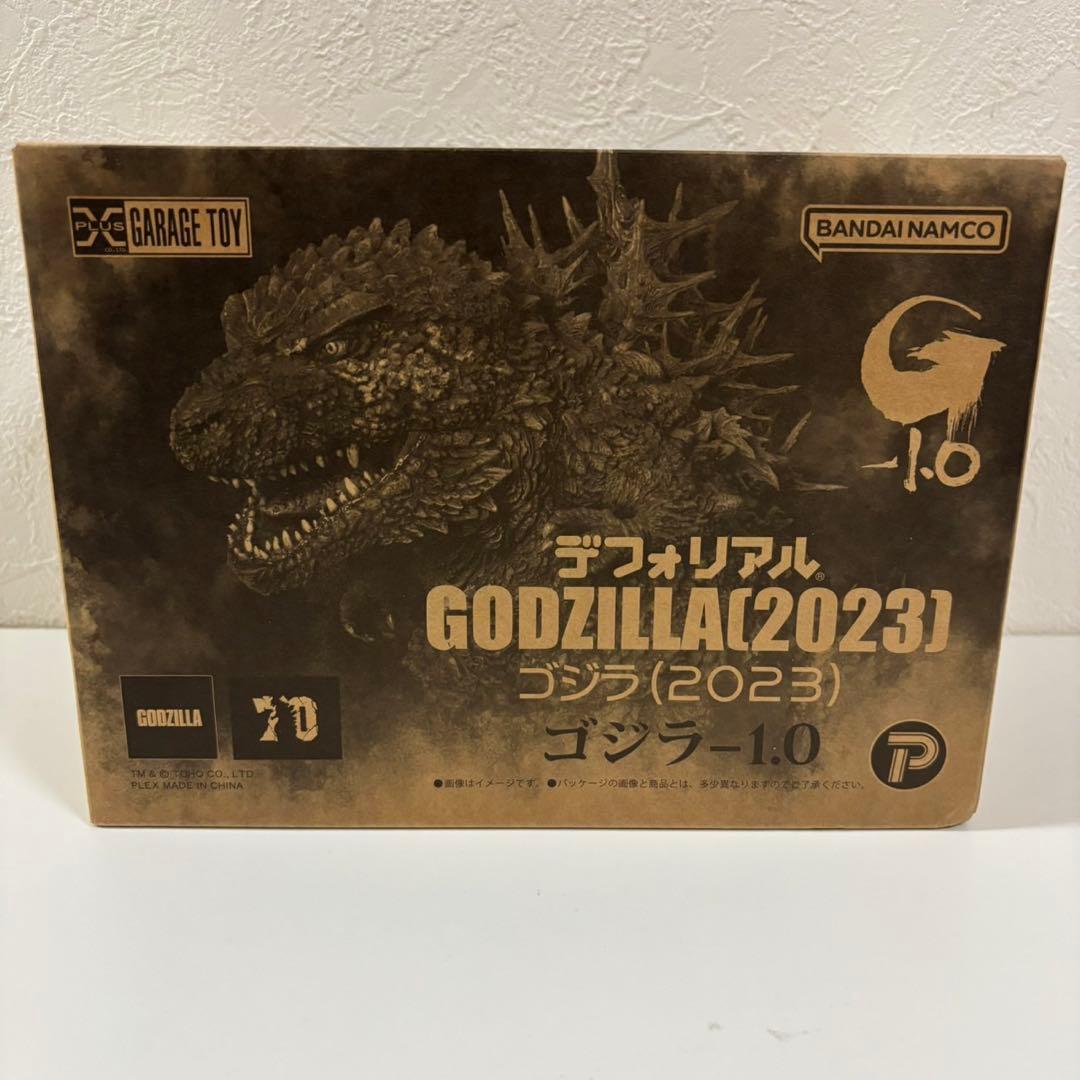 X PLUS CO., LTD. GARAGE TOY
BANDAI NAMCO
G
-1.0
デフォリアル®
GODZILLA(2023)
ゴジラ(2023)
ゴジラ-1.0
GODZILLA
70
TM & © TOHO CO., LTD.
PLEX MADE IN CHINA
●画像はイメージです。 ●パッケージの画像と商品とは、多少異なりますのでご了承ください。
P